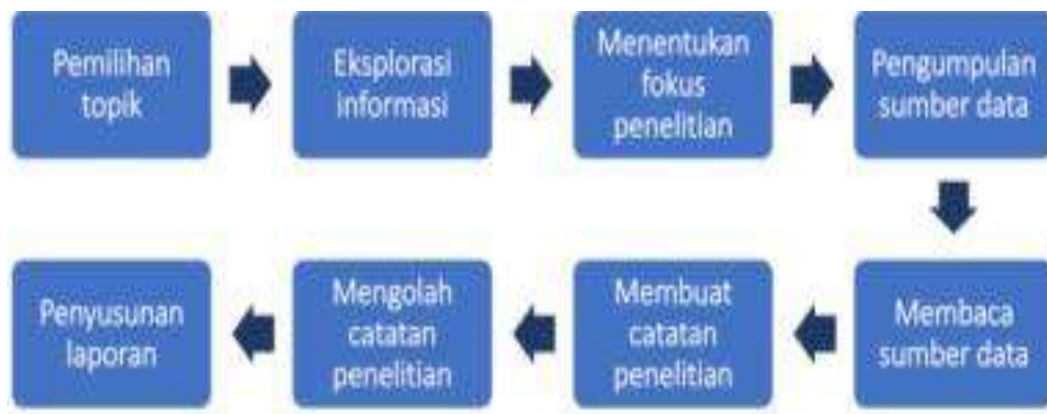 Pemilihan
topik
Eksplorasi
informasi
Menentukan
fokus
penelitian
Pengumpulan
sumber data
Membaca
sumber data
Membuat
catatan
penelitian
Mengolah
catatan
penelitian
Penyusunan
laporan